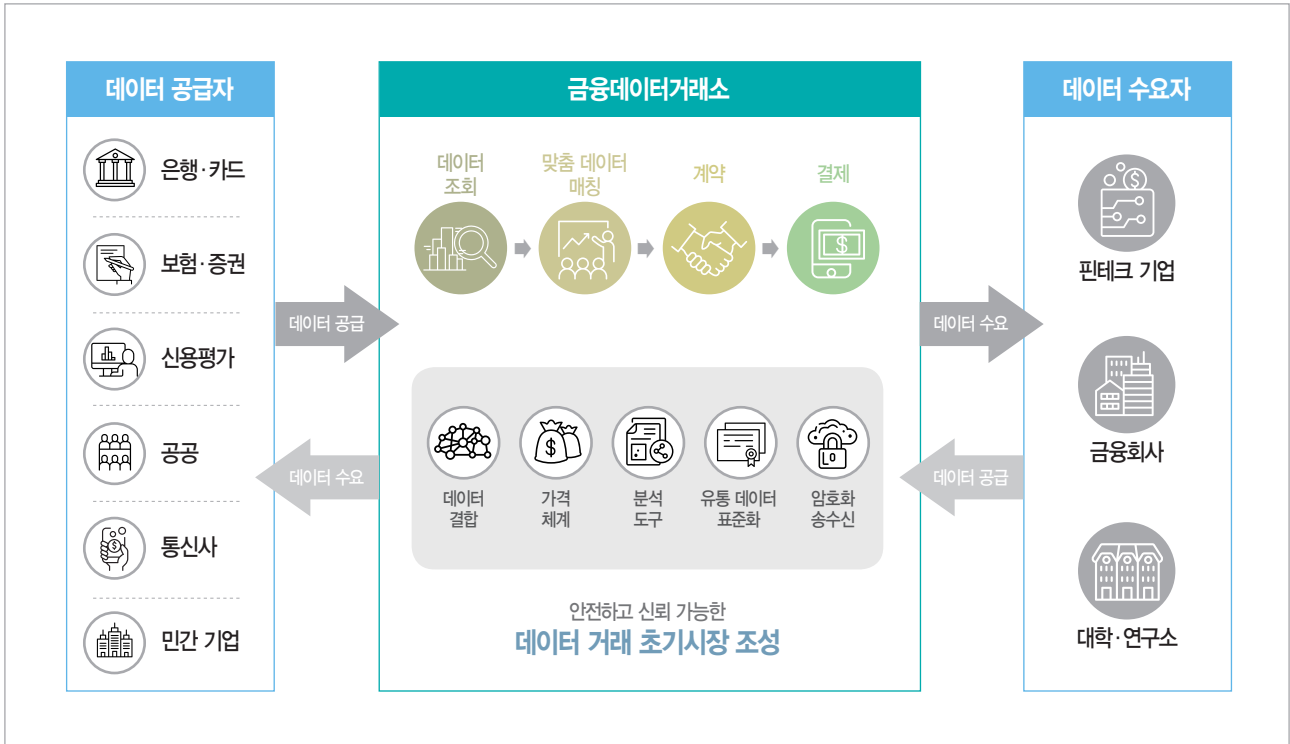 데이터 공급자
은행·카드
보험·증권
신용평가
공공
통신사
민간 기업
데이터 공급
데이터 수요
금융데이터거래소
데이터
조회
맞춤 데이터
매칭
계약
결제
데이터
결합
가격
체계
분석
도구
유통 데이터
표준화
암호화
송수신
안전하고 신뢰 가능한
데이터 거래 초기시장 조성
데이터 수요
데이터 공급
데이터 수요자
핀테크 기업
금융회사
대학·연구소